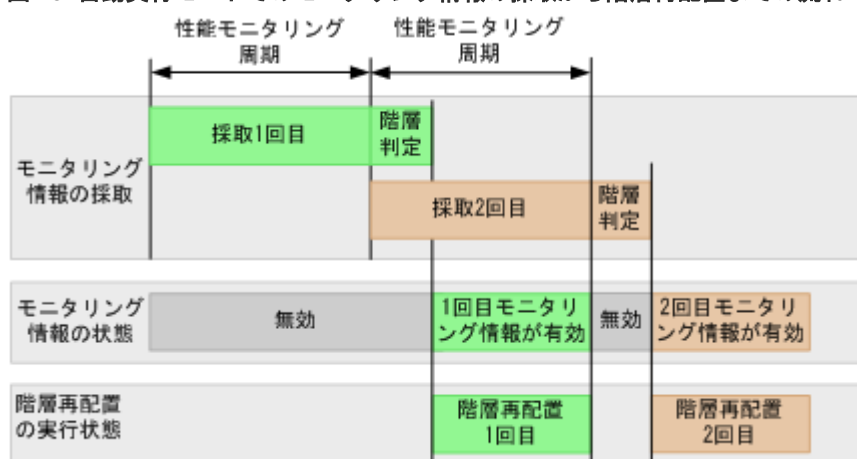 性能モニタリング
周期
性能モニタリング
周期
モニタリング
情報の採取
採取1回目
階層
判定
採取2回目
階層
判定
モニタリング
情報の状態
無効
1回目モニタリ
ング情報が有効
無効
2回目モニタリ
ング情報が有効
階層再配置
の実行状態
階層再配置
1回目
階層再配置
2回目